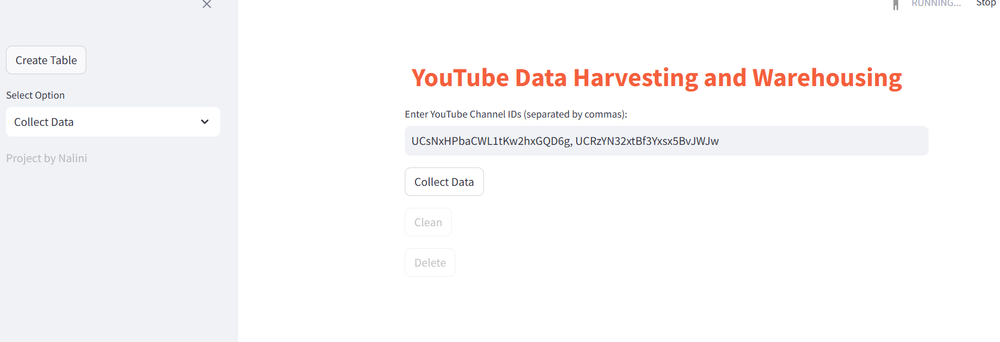 RUNNING...
Stop
Create Table
Select Option
Collect Data
Project by Nalini
YouTube Data Harvesting and Warehousing
Enter YouTube Channel IDs (separated by commas):
UCsNxHPbaCWL1tKw2hxGQD6g, UCRzYN32xtBf3Yxsx5BvJWJw
Collect Data
Clean
Delete